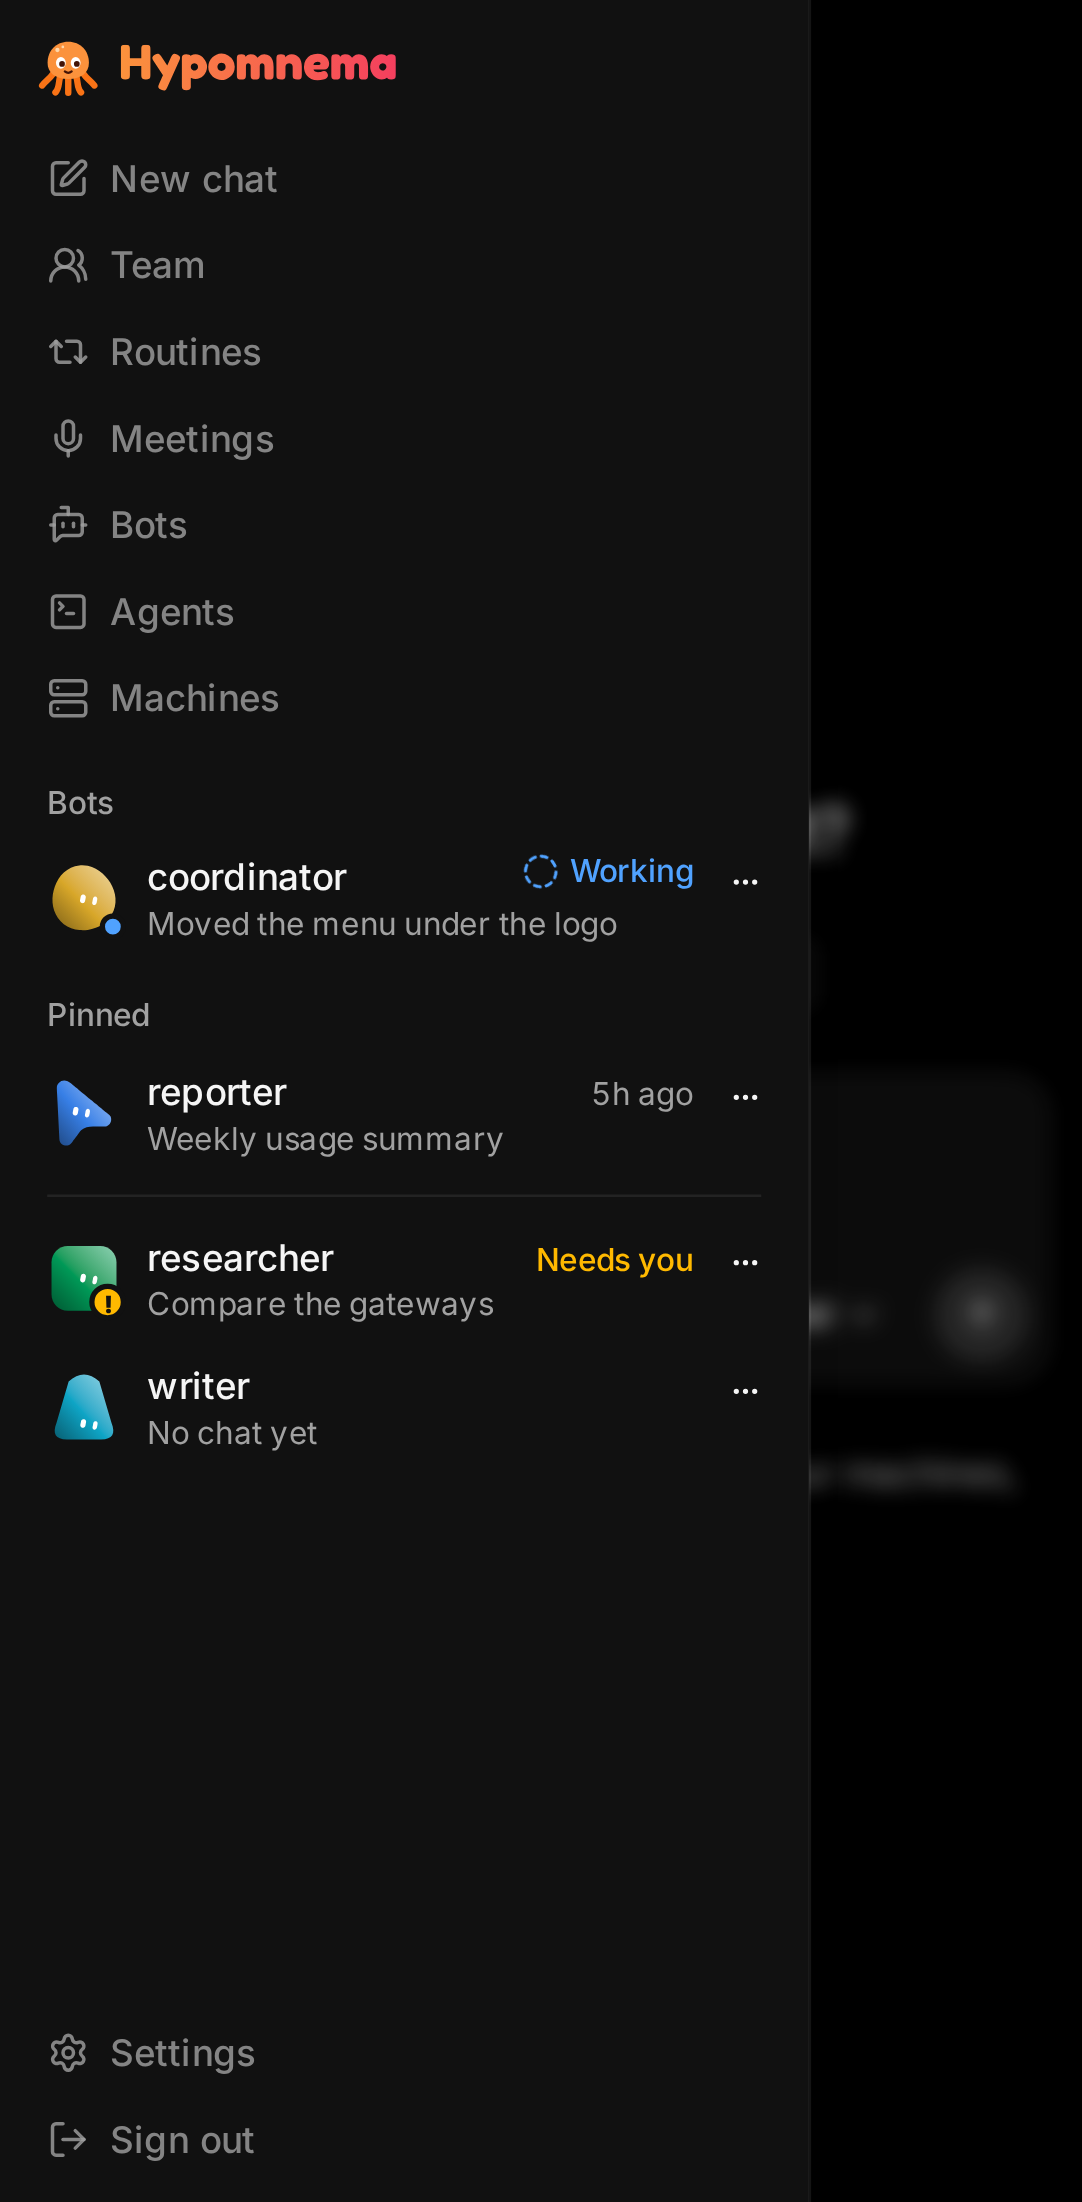 Hypomnema
New chat
Team
Routines
Meetings
Bots
Agents
Machines
Bots
coordinator
Working
Moved the menu under the logo
Pinned
reporter
5h ago
Weekly usage summary
researcher
Needs you
Compare the gateways
writer
No chat yet
Settings
Sign out